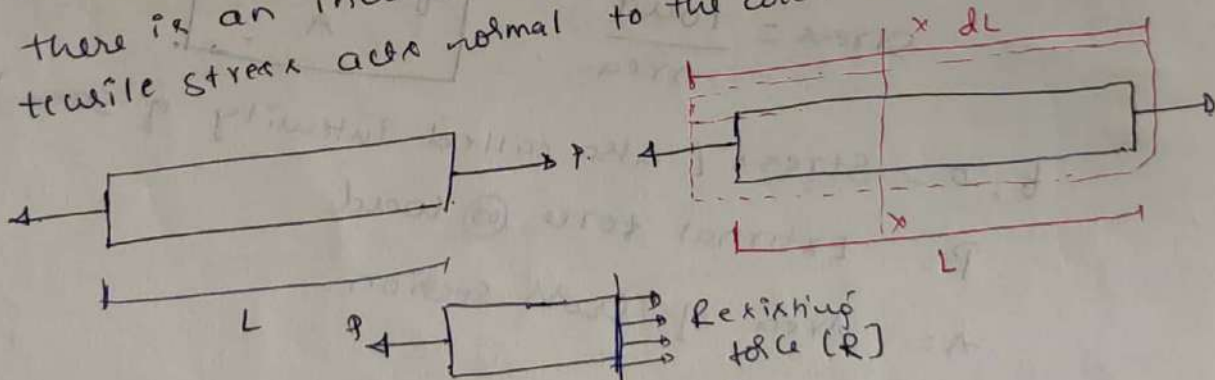 there is an
tensile stress acts normal to the
x dL
P.
x
L
L
P
Resisting
force (R)